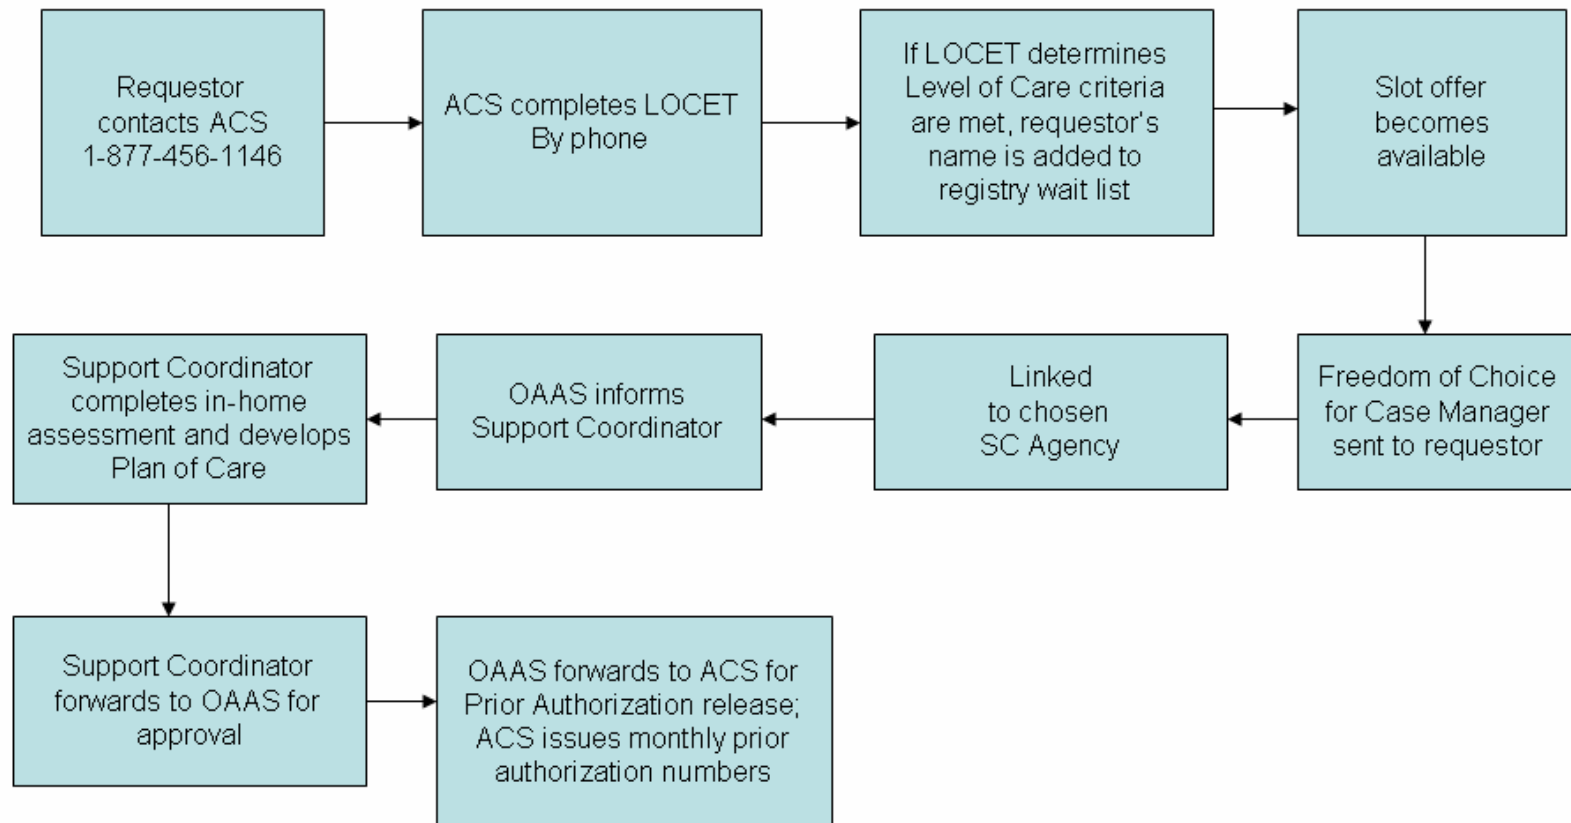 Requestor
contacts ACS
1-877-456-1146
ACS completes LOCET
By phone
If LOCET determines
Level of Care criteria
are met, requestor's
name is added to
registry wait list
Slot offer
becomes
available
Freedom of Choice
for Case Manager
sent to requestor
Linked
to chosen
SC Agency
OAAS informs
Support Coordinator
Support Coordinator
completes in-home
assessment and develops
Plan of Care
Support Coordinator
forwards to OAAS for
approval
OAAS forwards to ACS for
Prior Authorization release;
ACS issues monthly prior
authorization numbers